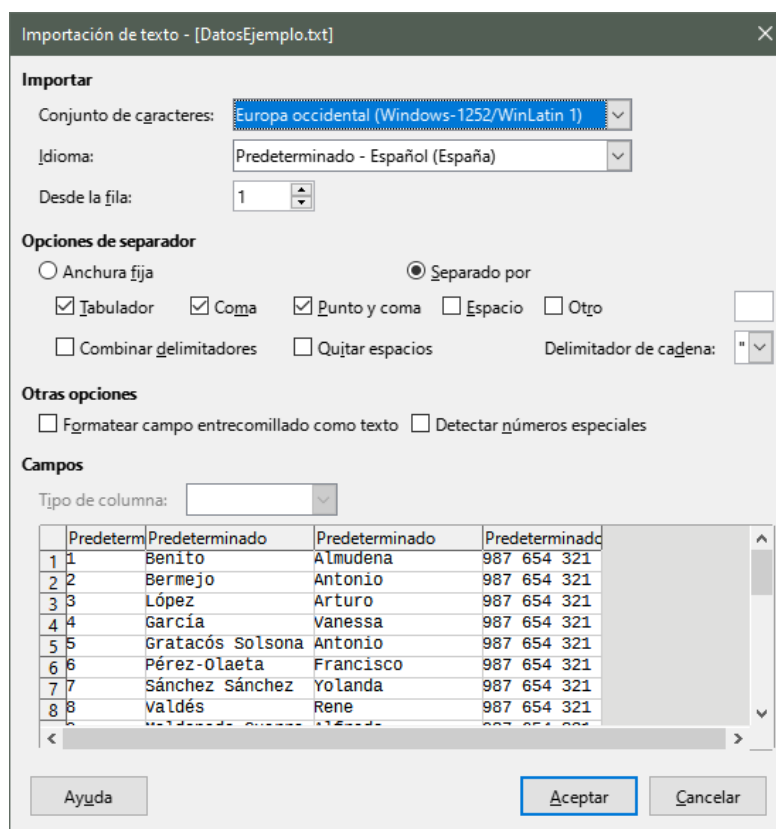 Importación de texto - [DatosEjemplo.txt]
Importar
Conjunto de caracteres: Europa occidental (Windows-1252/WinLatin 1)
Idioma: Predeterminado - Español (España)
Desde la fila: 1
Opciones de separador
Anchura fija Separado por
Tabulador Coma Punto y coma Espacio Otro
Combinar delimitadores Quitar espacios Delimitador de cadena: "
Otras opciones
Formatear campo entrecomillado como texto Detectar números especiales
Campos
Tipo de columna:
Predeterm Predeterminado Predeterminado Predeterminado
1 1 Benito Almudena 987 654 321
2 2 Bermejo Antonio 987 654 321
3 3 López Arturo 987 654 321
4 4 García Vanessa 987 654 321
5 5 Gratacós Solsona Antonio 987 654 321
6 6 Pérez-Olaeta Francisco 987 654 321
7 7 Sánchez Sánchez Yolanda 987 654 321
8 8 Valdés Rene 987 654 321
Ayuda Aceptar Cancelar